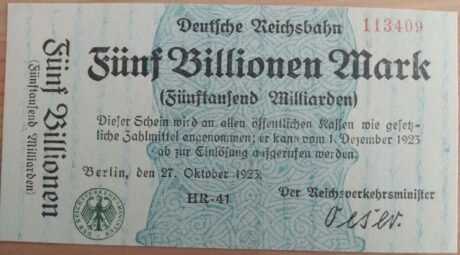 Deutsche Reichsbahn 113409
Fünf Billionen Mark
(Fünftausend Milliarden)
Dieser Schein wird an allen öffentlichen Kassen wie gesetz-
liche Zahlmittel angenommen; er kann vom 1. Dezember 1923
ab zur Einlösung aufgerufen werden.
Berlin, den 27. Oktober 1923.
HR-41
Der Reichsverkehrsminister
Oeser.
Fünf Billionen
(Fünftausend Milliarden)